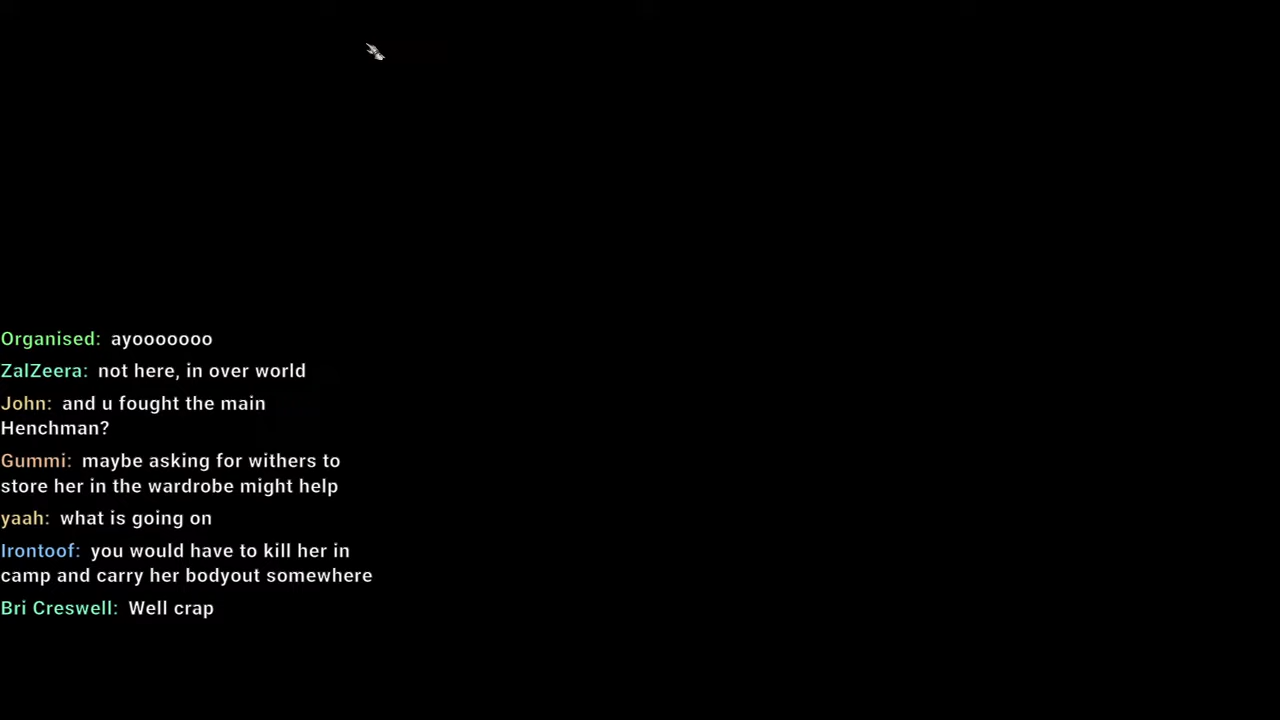 Organised: ayooooooo
ZalZeera: not here, in over world
John: and u fought the main
Henchman?
Gummi: maybe asking for withers to
store her in the wardrobe might help
yaah: what is going on
Irontoof: you would have to kill her in
camp and carry her bodyout somewhere
Bri Creswell: Well crap